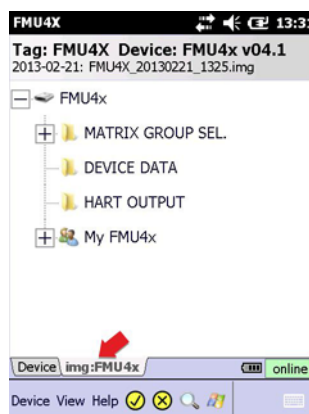 FMU4X 13:33
Tag: FMU4X Device: FMU4x v04.1
2013-02-21: FMU4X_20130221_1325.img
FMU4x
MATRIX GROUP SEL.
DEVICE DATA
HART OUTPUT
My FMU4x
Device img:FMU4x online
Device View Help